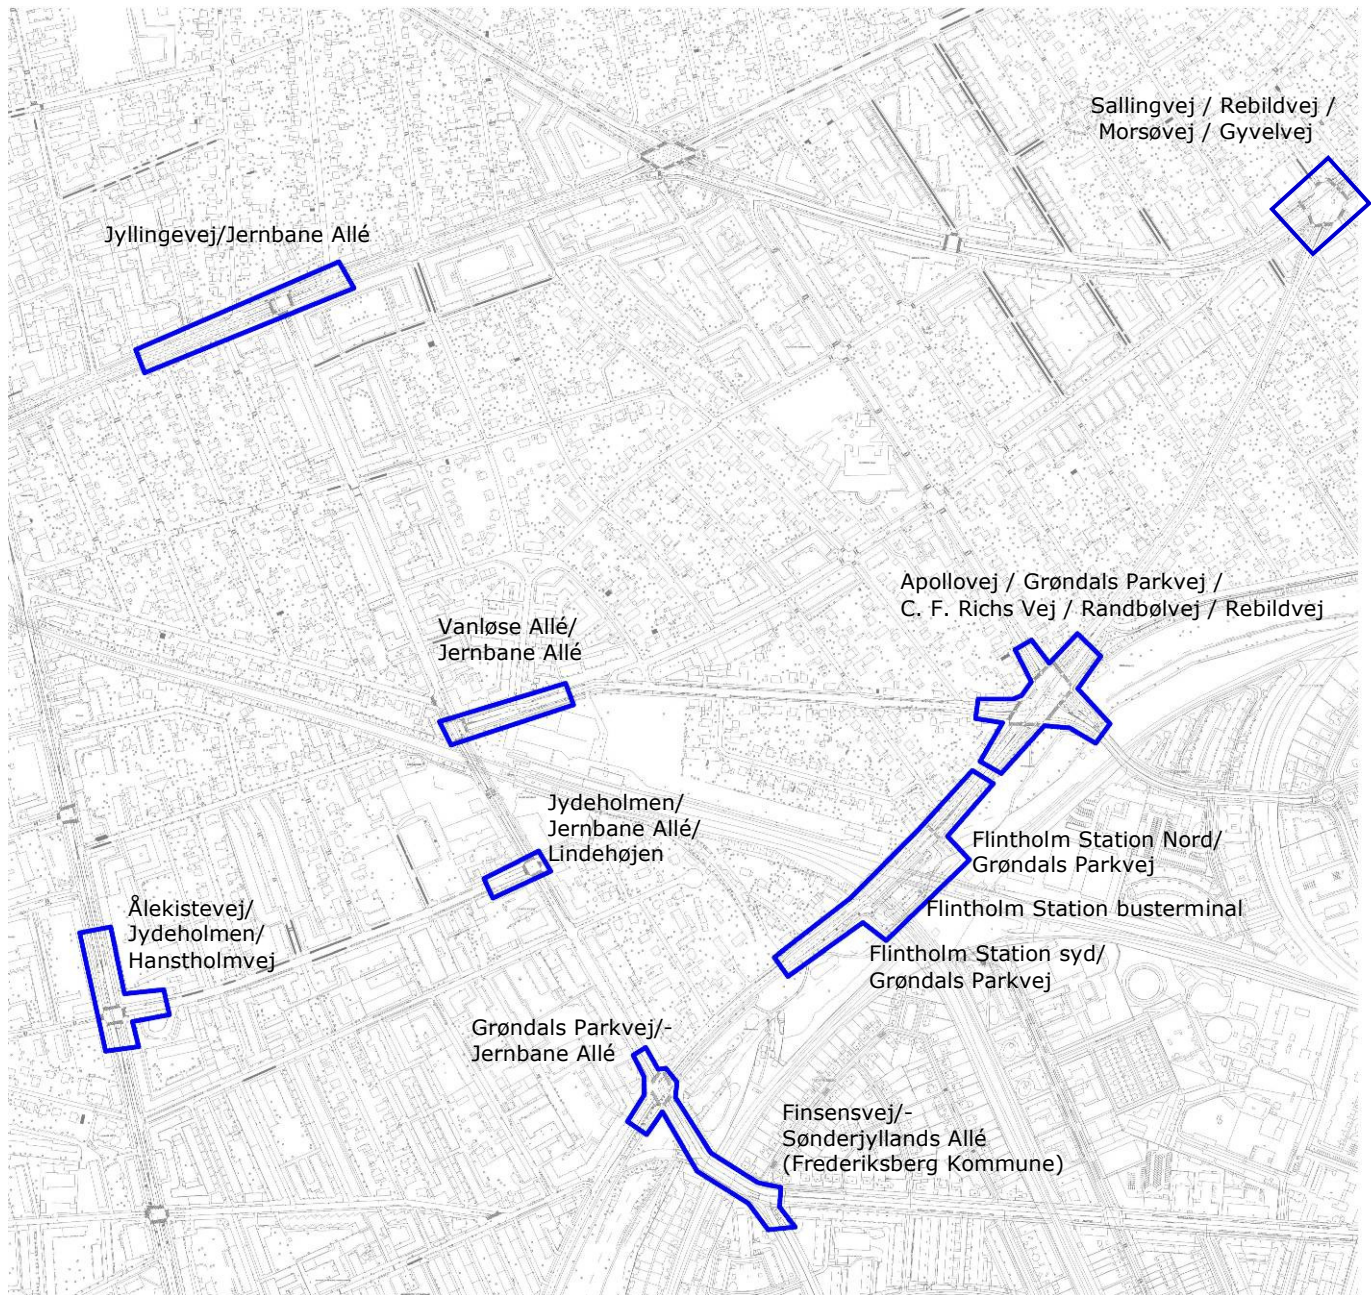 Sallingvej / Rebildvej /
Morsøvej / Gyvelvej
Jyllingevej/Jernbane Allé
Apollovej / Grøndals Parkvej /
C. F. Richs Vej / Randbølvej / Rebildvej
Vanløse Allé/
Jernbane Allé
Jydeholmen/
Jernbane Allé/
Lindehøjen
Flintholm Station Nord/
Grøndals Parkvej
Flintholm Station busterminal
Ålekistevej/
Jydeholmen/
Hanstholmvej
Flintholm Station syd/
Grøndals Parkvej
Grøndals Parkvej/-
Jernbane Allé
Finsensvej/-
Sønderjyllands Allé
(Frederiksberg Kommune)